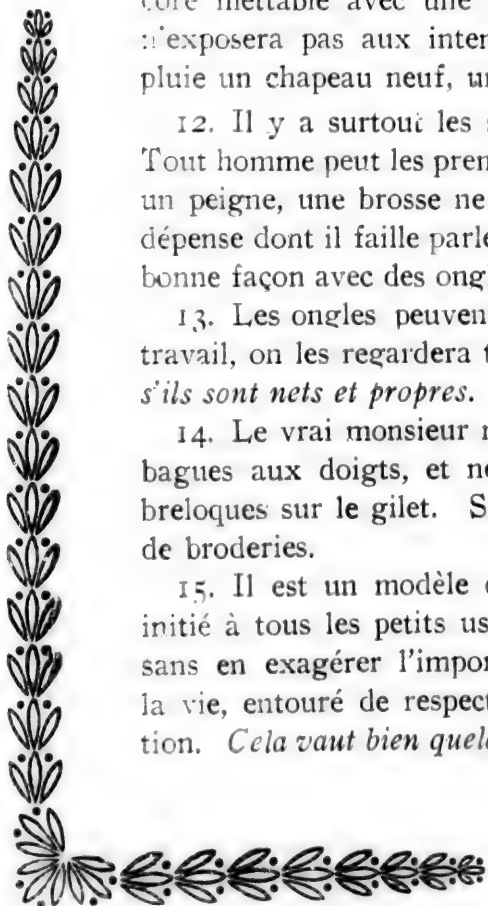 core mettable avec une
n'exposera pas aux inter
pluie un chapeau neuf, un
12. Il y a surtout les s
Tout homme peut les pren
un peigne, une brosse ne
dépense dont il faille parle
bonne façon avec des ong
13. Les ongles peuven
travail, on les regardera t
s'ils sont nets et propres.
14. Le vrai monsieur n
bagues aux doigts, et ne
breloques sur le gilet. S
de broderies.
15. Il est un modèle d
initié à tous les petits us
sans en exagérer l'impor
la vie, entouré de respect
tion. Cela vaut bien quel